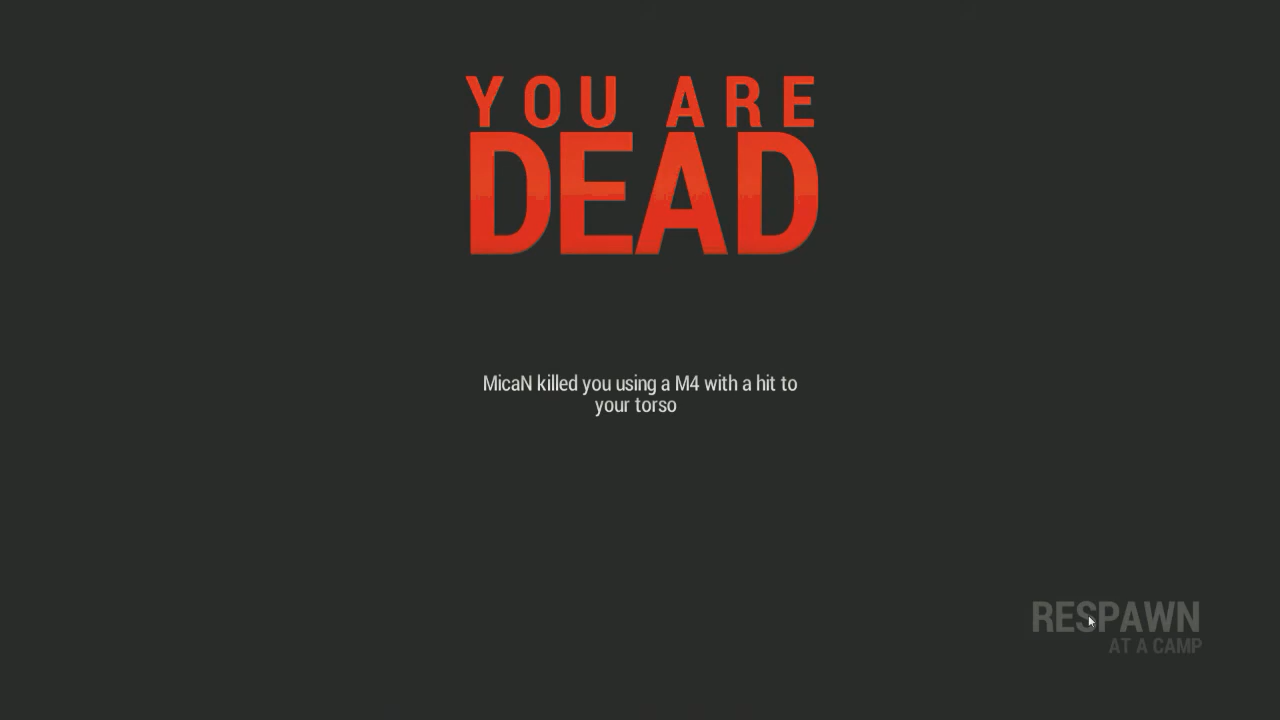 YOU ARE
DEAD
MicaN killed you using a M4 with a hit to
your torso
RESPAWN
AT A CAMP